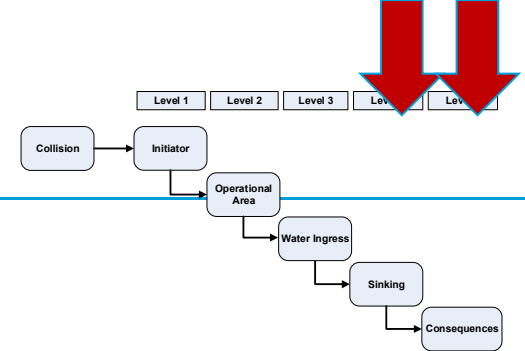 Level 1 Level 2 Level 3
Collision Initiator
Operational
Area
Water Ingress
Sinking
Consequences